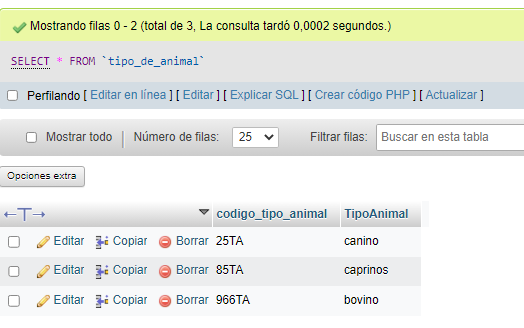 Mostrando filas 0 - 2 (total de 3, La consulta tardó 0,0002 segundos.)
SELECT * FROM `tipo_de_animal`
Perfilando [ Editar en línea ] [ Editar ] [ Explicar SQL ] [ Crear código PHP ] [ Actualizar ]
Mostrar todo Número de filas: 25 Filtrar filas: Buscar en esta tabla
Opciones extra
←T→ codigo_tipo_animal TipoAnimal
Editar Copiar Borrar 25TA canino
Editar Copiar Borrar 85TA caprinos
Editar Copiar Borrar 966TA bovino